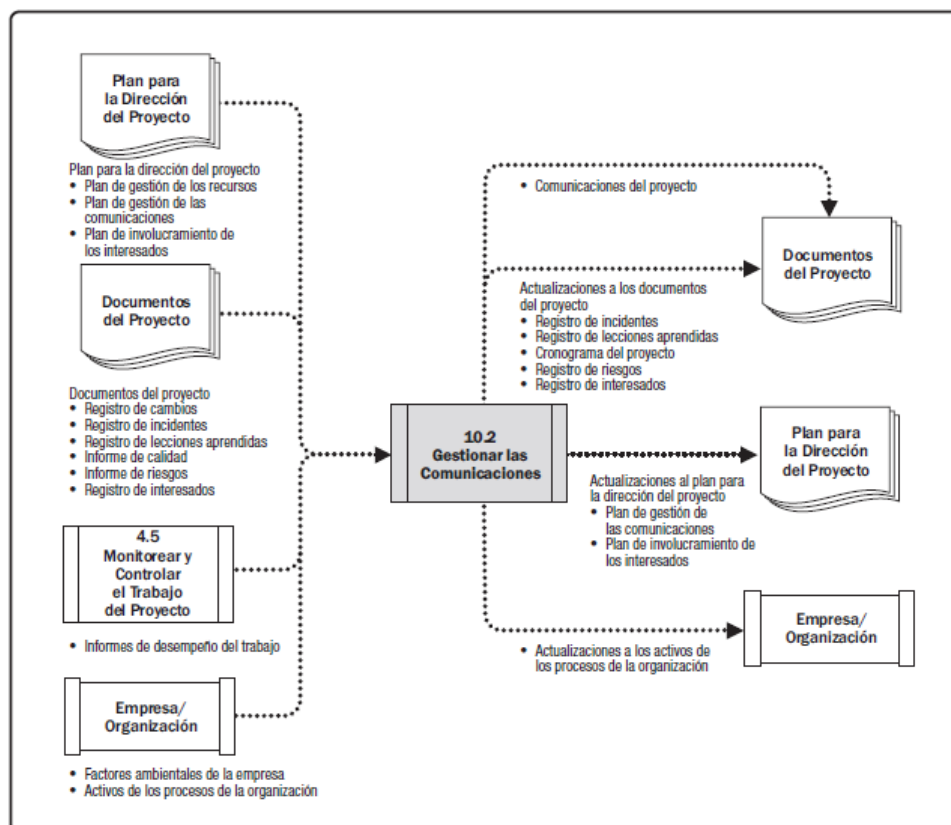 Plan para
la Dirección
del Proyecto
Plan para la dirección del proyecto
• Plan de gestión de los recursos
• Plan de gestión de las
comunicaciones
• Plan de involucramiento de
los interesados
Documentos
del Proyecto
Documentos del proyecto
• Registro de cambios
• Registro de incidentes
• Registro de lecciones aprendidas
• Informe de calidad
• Informe de riesgos
• Registro de interesados
4.5
Monitorear y
Controlar
el Trabajo
del Proyecto
• Informes de desempeño del trabajo
Empresa/
Organización
• Factores ambientales de la empresa
• Activos de los procesos de la organización
10.2
Gestionar las
Comunicaciones
• Comunicaciones del proyecto
Documentos
del Proyecto
Actualizaciones a los documentos
del proyecto
• Registro de incidentes
• Registro de lecciones aprendidas
• Cronograma del proyecto
• Registro de riesgos
• Registro de interesados
Plan para
la Dirección
del Proyecto
Actualizaciones al plan para
la dirección del proyecto
• Plan de gestión de
las comunicaciones
• Plan de involucramiento de
los interesados
Empresa/
Organización
• Actualizaciones a los activos de
los procesos de la organización